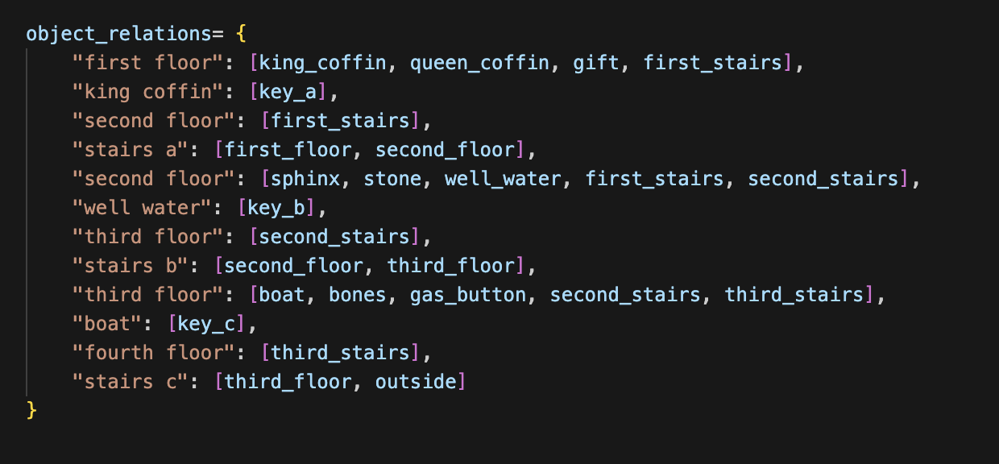 object_relations= {
    "first floor": [king_coffin, queen_coffin, gift, first_stairs],
    "king coffin": [key_a],
    "second floor": [first_stairs],
    "stairs a": [first_floor, second_floor],
    "second floor": [sphinx, stone, well_water, first_stairs, second_stairs],
    "well water": [key_b],
    "third floor": [second_stairs],
    "stairs b": [second_floor, third_floor],
    "third floor": [boat, bones, gas_button, second_stairs, third_stairs],
    "boat": [key_c],
    "fourth floor": [third_stairs],
    "stairs c": [third_floor, outside]
}